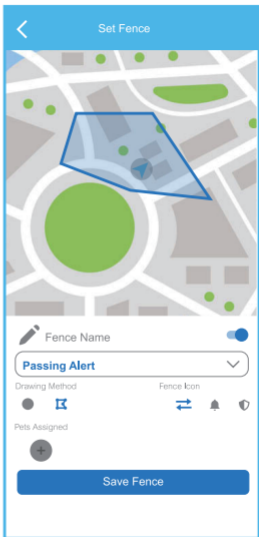 Set Fence
Fence Name
Passing Alert
Drawing Method Fence Icon
Pets Assigned
Save Fence